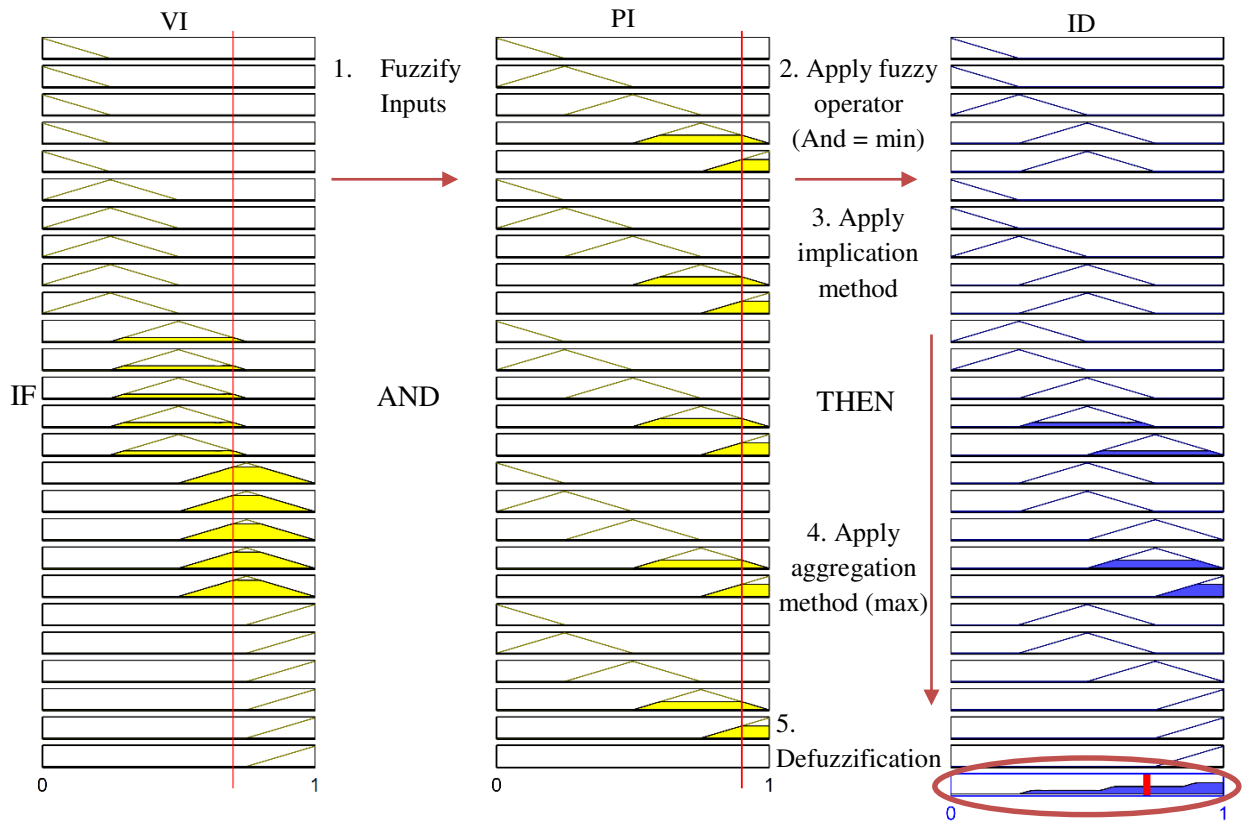 VI
PI
ID
1. Fuzzify
Inputs
2. Apply fuzzy
operator
(And = min)
3. Apply
implication
method
IF
AND
THEN
4. Apply
aggregation
method (max)
5.
Defuzzification
0 1
0 1
0 1